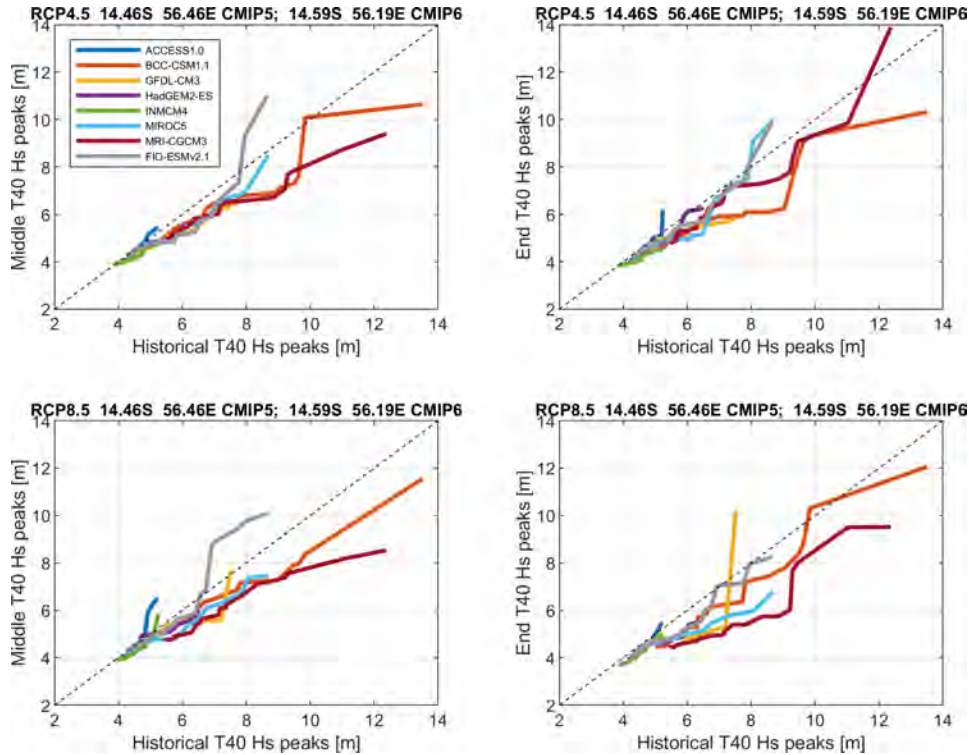 RCP4.5 14.46S 56.46E CMIP5; 14.59S 56.19E CMIP6
14
12
10
8
6
4
2
Middle T40 Hs peaks [m]
ACCESS1.0
BCC-CSM1.1
GFDL-CM3
HadGEM2-ES
INMCM4
MIROC5
MRI-CGCM3
FIO-ESMv2.1
2 4 6 8 10 12 14
Historical T40 Hs peaks [m]
RCP4.5 14.46S 56.46E CMIP5; 14.59S 56.19E CMIP6
14
12
10
8
6
4
2
End T40 Hs peaks [m]
2 4 6 8 10 12 14
Historical T40 Hs peaks [m]
RCP8.5 14.46S 56.46E CMIP5; 14.59S 56.19E CMIP6
14
12
10
8
6
4
2
Middle T40 Hs peaks [m]
2 4 6 8 10 12 14
Historical T40 Hs peaks [m]
RCP8.5 14.46S 56.46E CMIP5; 14.59S 56.19E CMIP6
14
12
10
8
6
4
2
End T40 Hs peaks [m]
2 4 6 8 10 12 14
Historical T40 Hs peaks [m]